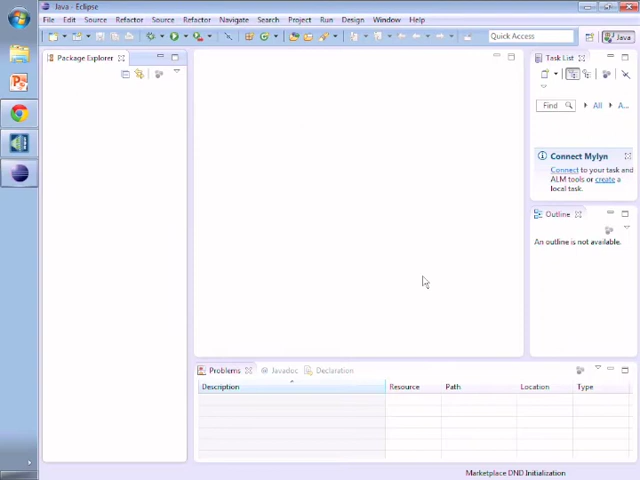 Java - Eclipse
File Edit Source Refactor Source Refactor Navigate Search Project Run Design Window Help
Quick Access
Java
Package Explorer
Task List
Find
All
A...
Connect Mylyn
Connect to your task and
ALM tools or create a
local task.
Outline
An outline is not available.
Problems
Javadoc
Declaration
Description Resource Path Location Type
Marketplace DND Initialization